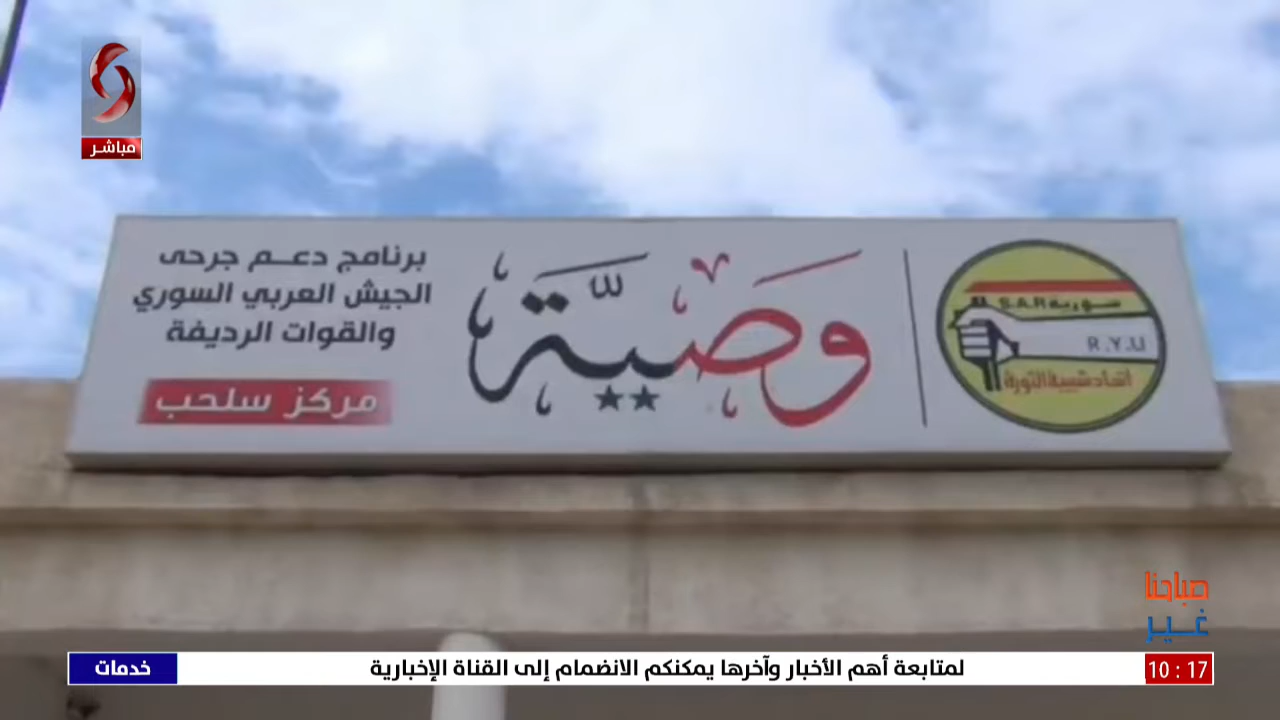 مباشر
برنامج دعم جرحى
الجيش العربي السوري
والقوات الرديفة
مركز سلحب
وصيّة
سورية S.A.R
R.Y.U
اتحاد شبيبة الثورة
صباحنا
غير
خدمات
لمتابعة أهم الأخبار وآخرها يمكنكم الانضمام إلى القناة الإخبارية
10 : 17